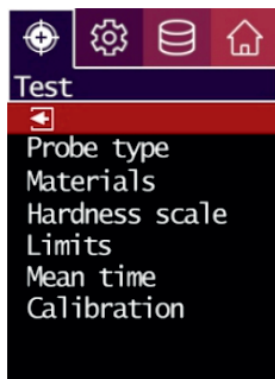 Test
Probe type
Materials
Hardness scale
Limits
Mean time
Calibration